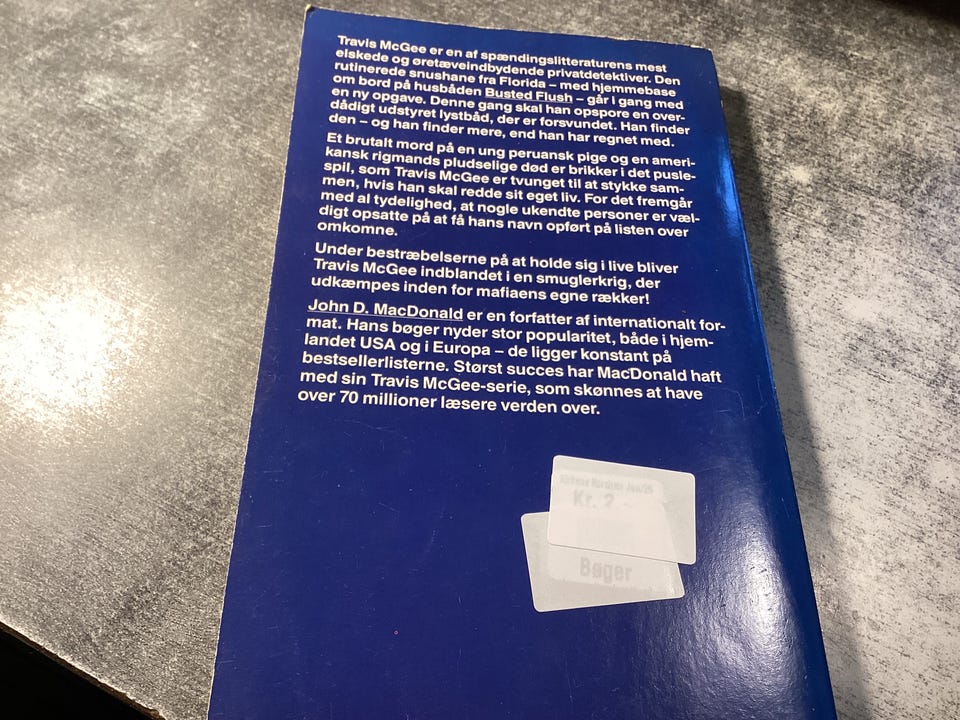 Travis McGee er en af spændingslitteraturens mest
elskede og øretæveindbydende privatdetektiver. Den
rutinerede snushane fra Florida – med hjemmebase
om bord på husbåden Busted Flush – går i gang med
en ny opgave. Denne gang skal han opspore en over-
dådigt udstyret lystbåd, der er forsvundet. Han finder
den – og han finder mere, end han har regnet med.
Et brutalt mord på en ung peruansk pige og en ameri-
kansk rigmands pludselige død er brikker i det pusle-
spil, som Travis McGee er tvunget til at stykke sam-
men, hvis han skal redde sit eget liv. For det fremgår
med al tydelighed, at nogle ukendte personer er væl-
digt opsatte på at få hans navn opført på listen over
omkomne.
Under bestræbelserne på at holde sig i live bliver
Travis McGee indblandet i en smuglerkrig, der
udkæmpes inden for mafiaens egne rækker!
John D. MacDonald er en forfatter af internationalt for-
mat. Hans bøger nyder stor popularitet, både i hjem-
landet USA og i Europa – de ligger konstant på
bestsellerlisterne. Størst succes har MacDonald haft
med sin Travis McGee-serie, som skønnes at have
over 70 millioner læsere verden over.
Kr. 2
Bøger